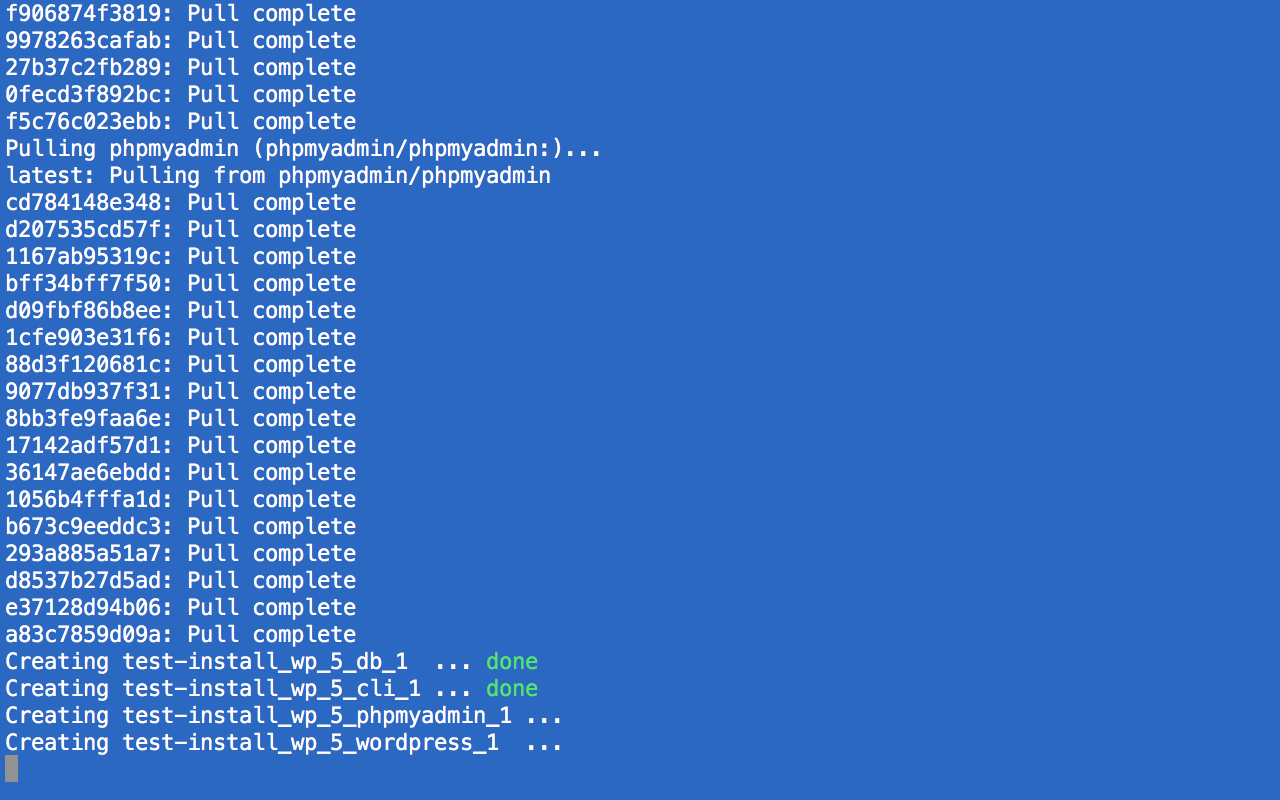 f906874f3819: Pull complete
9978263cafab: Pull complete
27b37c2fb289: Pull complete
0fecd3f892bc: Pull complete
f5c76c023ebb: Pull complete
Pulling phpmyadmin (phpmyadmin/phpmyadmin:)...
latest: Pulling from phpmyadmin/phpmyadmin
cd784148e348: Pull complete
d207535cd57f: Pull complete
1167ab95319c: Pull complete
bff34bff7f50: Pull complete
d09fbf86b8ee: Pull complete
1cfe903e31f6: Pull complete
88d3f120681c: Pull complete
9077db937f31: Pull complete
8bb3fe9faa6e: Pull complete
17142adf57d1: Pull complete
36147ae6ebdd: Pull complete
1056b4fffa1d: Pull complete
b673c9eeddc3: Pull complete
293a885a51a7: Pull complete
d8537b27d5ad: Pull complete
e37128d94b06: Pull complete
a83c7859d09a: Pull complete
Creating test-install_wp_5_db_1  ... done
Creating test-install_wp_5_cli_1 ... done
Creating test-install_wp_5_phpmyadmin_1 ...
Creating test-install_wp_5_wordpress_1  ...